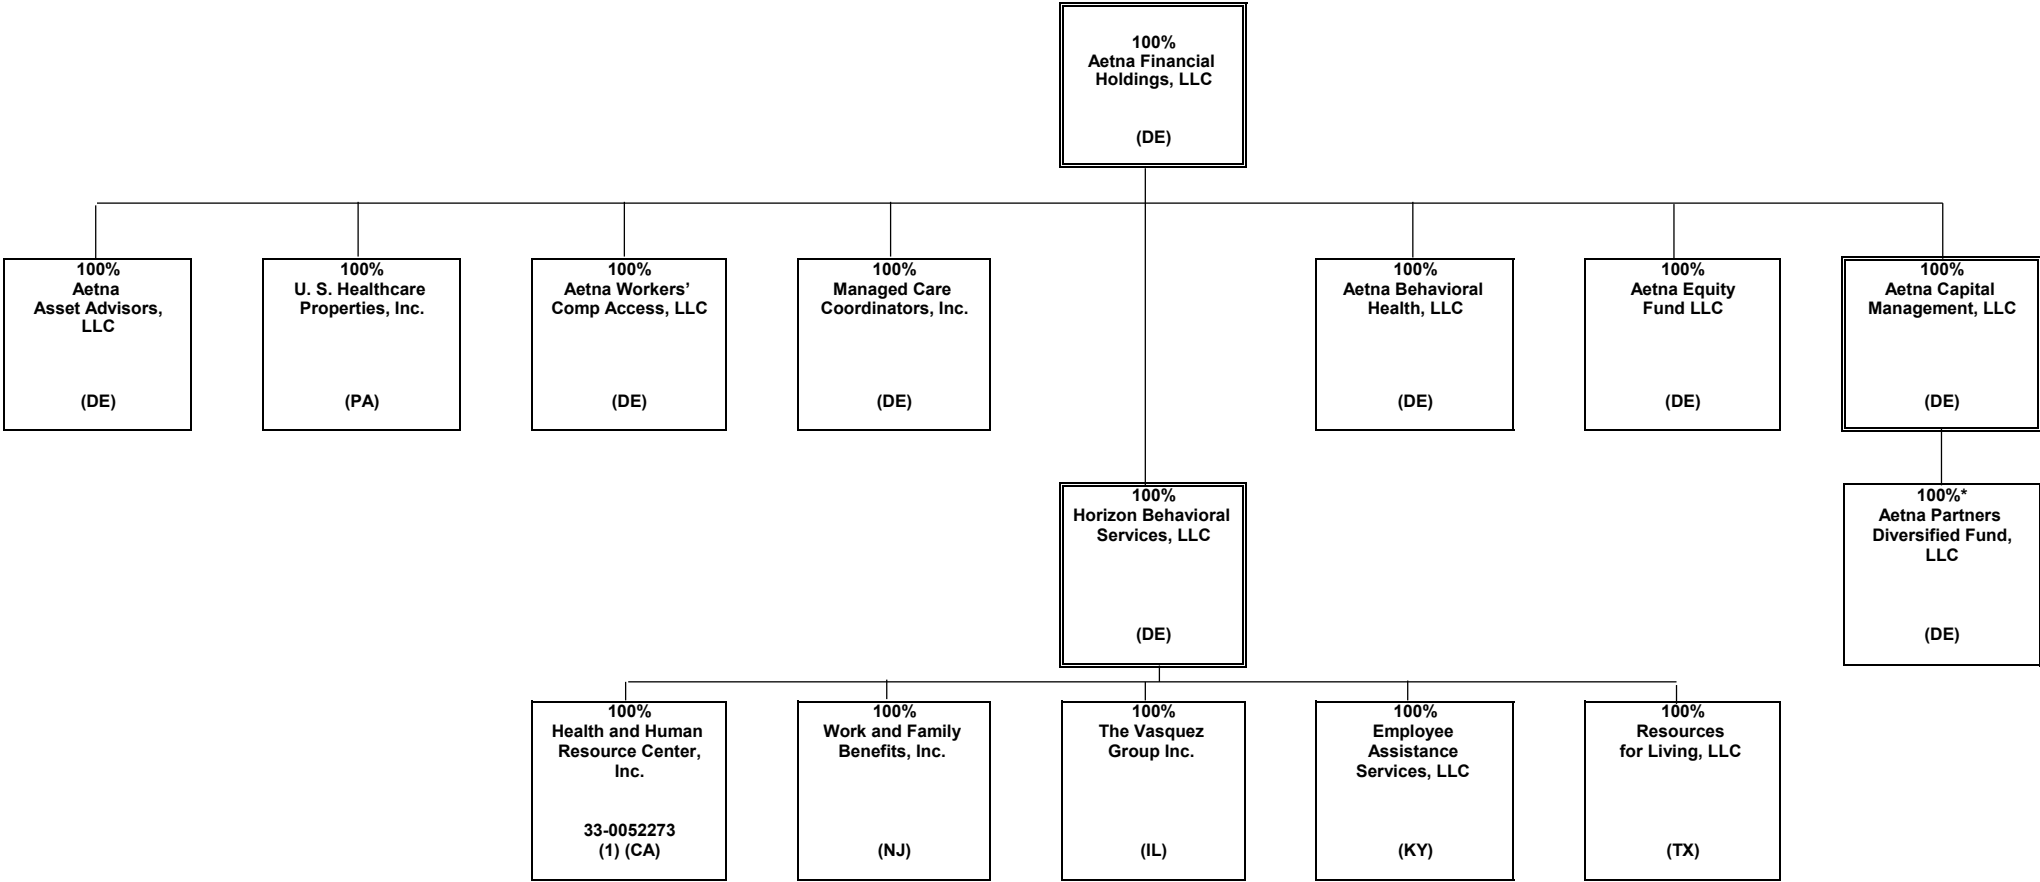 100%
Aetna Financial
Holdings, LLC
(DE)
100%
Aetna
Asset Advisors,
LLC
(DE)
100%
U. S. Healthcare
Properties, Inc.
(PA)
100%
Aetna Workers’
Comp Access, LLC
(DE)
100%
Managed Care
Coordinators, Inc.
(DE)
100%
Aetna Behavioral
Health, LLC
(DE)
100%
Aetna Equity
Fund LLC
(DE)
100%
Aetna Capital
Management, LLC
(DE)
100%
Horizon Behavioral
Services, LLC
(DE)
100%*
Aetna Partners
Diversified Fund,
LLC
(DE)
100%
Health and Human
Resource Center,
Inc.
33-0052273
(1) (CA)
100%
Work and Family
Benefits, Inc.
(NJ)
100%
The Vasquez
Group Inc.
(IL)
100%
Employee
Assistance
Services, LLC
(KY)
100%
Resources
for Living, LLC
(TX)